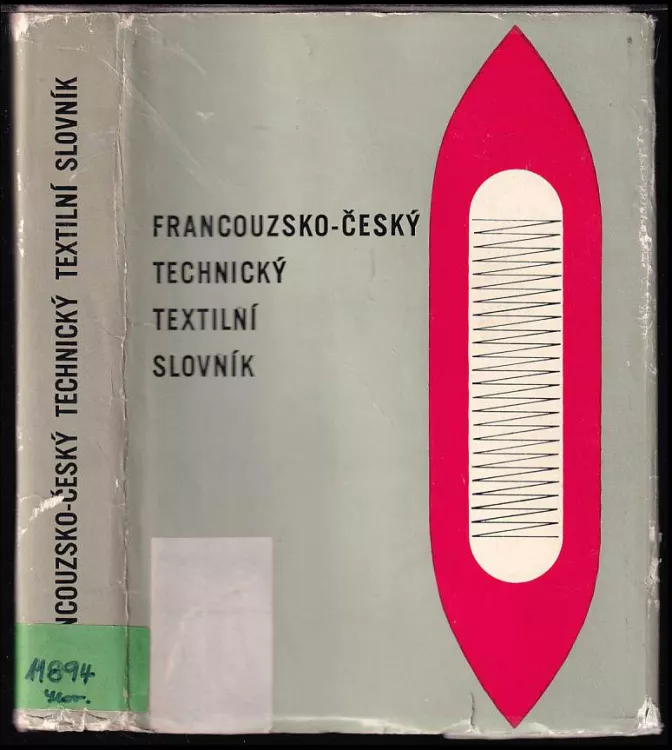 FRANCOUZSKO-ČESKÝ
TECHNICKÝ
TEXTILNÍ
SLOVNÍK
NCOUZSKO-ČESKÝ TECHNICKÝ TEXTILNÍ SLOVNÍK
11894